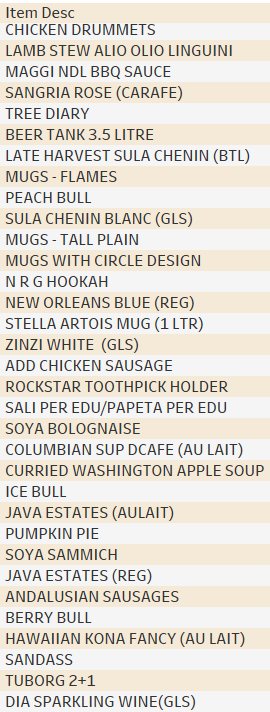 Item Desc
CHICKEN DRUMMETS
LAMB STEW ALIO OLIO LINGUINI
MAGGI NDL BBQ SAUCE
SANGRIA ROSE (CARAFE)
TREE DIARY
BEER TANK 3.5 LITRE
LATE HARVEST SULA CHENIN (BTL)
MUGS - FLAMES
PEACH BULL
SULA CHENIN BLANC (GLS)
MUGS - TALL PLAIN
MUGS WITH CIRCLE DESIGN
N R G HOOKAH
NEW ORLEANS BLUE (REG)
STELLA ARTOIS MUG (1 LTR)
ZINZI WHITE  (GLS)
ADD CHICKEN SAUSAGE
ROCKSTAR TOOTHPICK HOLDER
SALI PER EDU/PAPETA PER EDU
SOYA BOLOGNAISE
COLUMBIAN SUP DCAFE (AU LAIT)
CURRIED WASHINGTON APPLE SOUP
ICE BULL
JAVA ESTATES (AULAIT)
PUMPKIN PIE
SOYA SAMMICH
JAVA ESTATES (REG)
ANDALUSIAN SAUSAGES
BERRY BULL
HAWAIIAN KONA FANCY (AU LAIT)
SANDASS
TUBORG 2+1
DIA SPARKLING WINE(GLS)